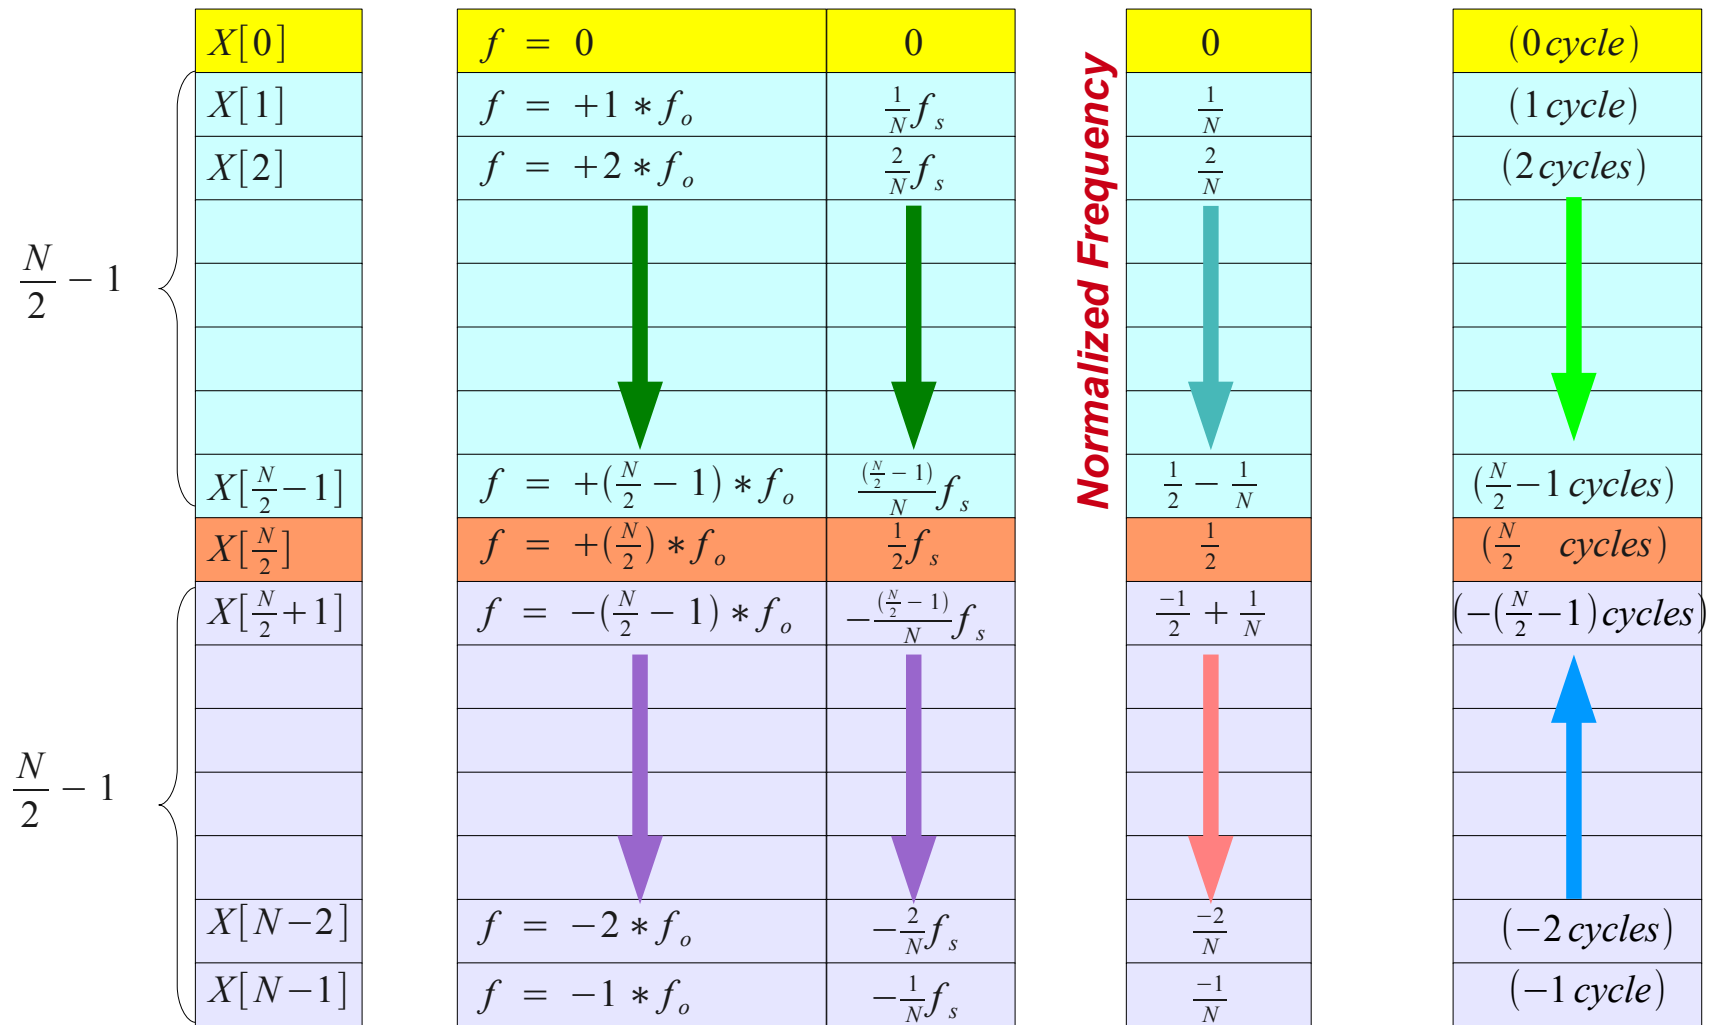 X[0] f = 0 0 0 (0 cycle)
X[1] f = +1 * f_o 1/N f_s 1/N (1 cycle)
X[2] f = +2 * f_o 2/N f_s 2/N (2 cycles)
Normalized Frequency
N/2 − 1
X[N/2−1] f = +(N/2 − 1) * f_o (N/2 − 1)/N f_s 1/2 − 1/N (N/2−1 cycles)
X[N/2] f = +(N/2) * f_o 1/2 f_s 1/2 (N/2 cycles)
X[N/2+1] f = −(N/2 − 1) * f_o −(N/2 − 1)/N f_s −1/2 + 1/N (−(N/2−1) cycles)
N/2 − 1
X[N−2] f = −2 * f_o −2/N f_s −2/N (−2 cycles)
X[N−1] f = −1 * f_o −1/N f_s −1/N (−1 cycle)